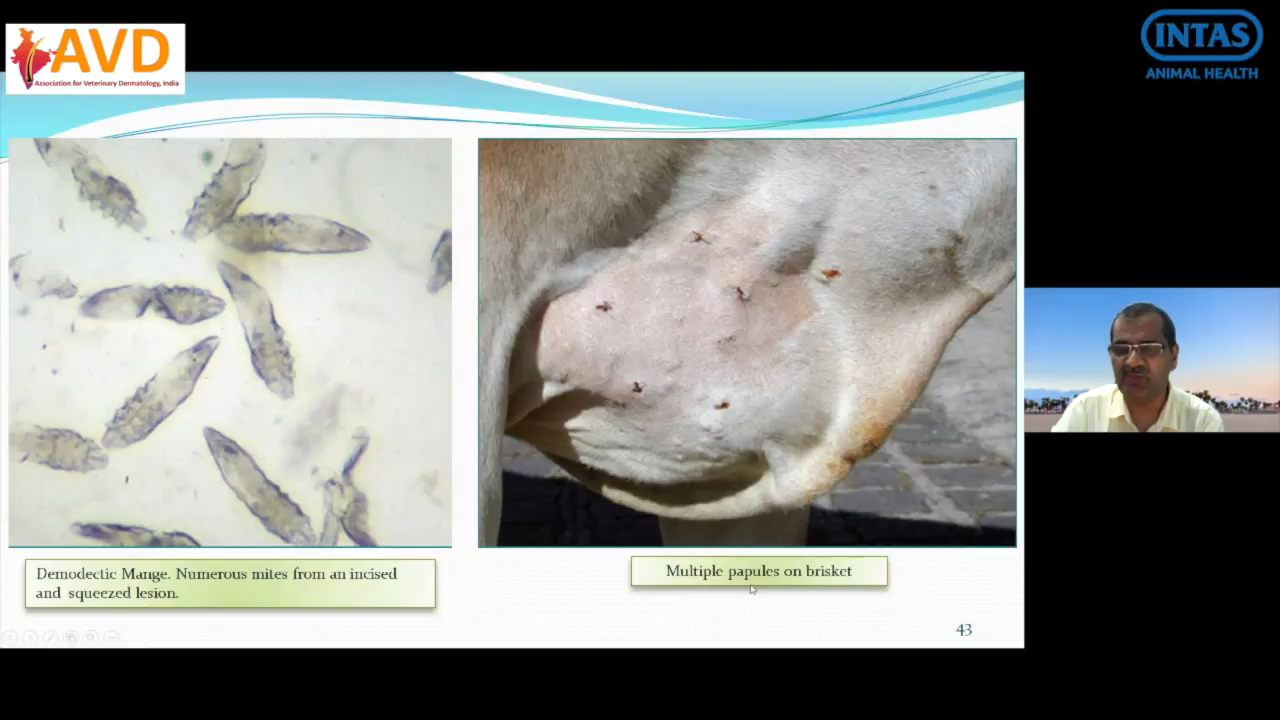 AVD
Association for Veterinary Dermatology, India
INTAS
ANIMAL HEALTH
Demodectic Mange. Numerous mites from an incised
and squeezed lesion.
Multiple papules on brisket
43